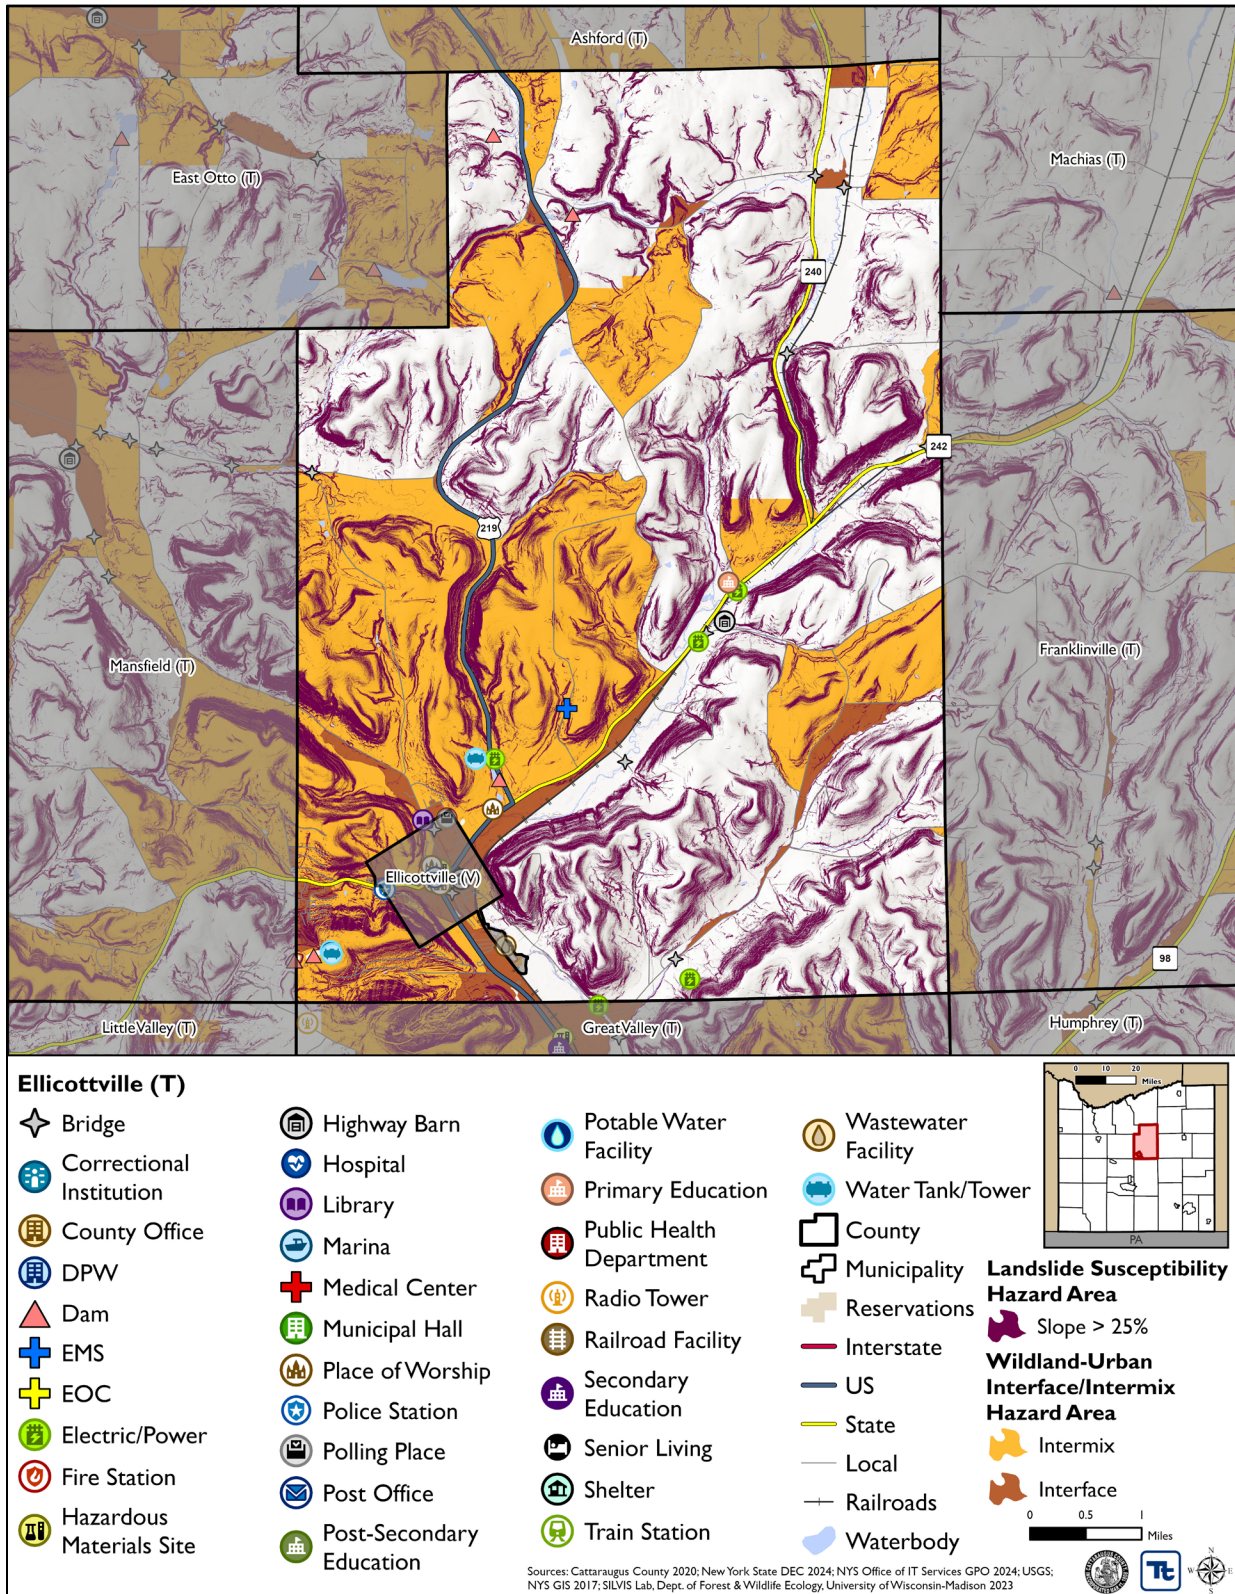 Ashford (T)
East Otto (T)
Machias (T)
240
242
219
Mansfield (T)
Franklinville (T)
Ellicottville (V)
98
Little Valley (T)
Great Valley (T)
Humphrey (T)
Ellicottville (T)
Bridge
Correctional
Institution
County Office
DPW
Dam
EMS
EOC
Electric/Power
Fire Station
Hazardous
Materials Site
Highway Barn
Hospital
Library
Marina
Medical Center
Municipal Hall
Place of Worship
Police Station
Polling Place
Post Office
Post-Secondary
Education
Potable Water
Facility
Primary Education
Public Health
Department
Radio Tower
Railroad Facility
Secondary
Education
Senior Living
Shelter
Train Station
Wastewater
Facility
Water Tank/Tower
County
Municipality
Reservations
Interstate
US
State
Local
Railroads
Waterbody
0 10 20
Miles
PA
Landslide Susceptibility
Hazard Area
Slope > 25%
Wildland-Urban
Interface/Intermix
Hazard Area
Intermix
Interface
0 0.5 1
Miles
Tt
N
W E
S
Sources: Cattaraugus County 2020; New York State DEC 2024; NYS Office of IT Services GPO 2024; USGS;
NYS GIS 2017; SILVIS Lab, Dept. of Forest & Wildlife Ecology, University of Wisconsin-Madison 2023